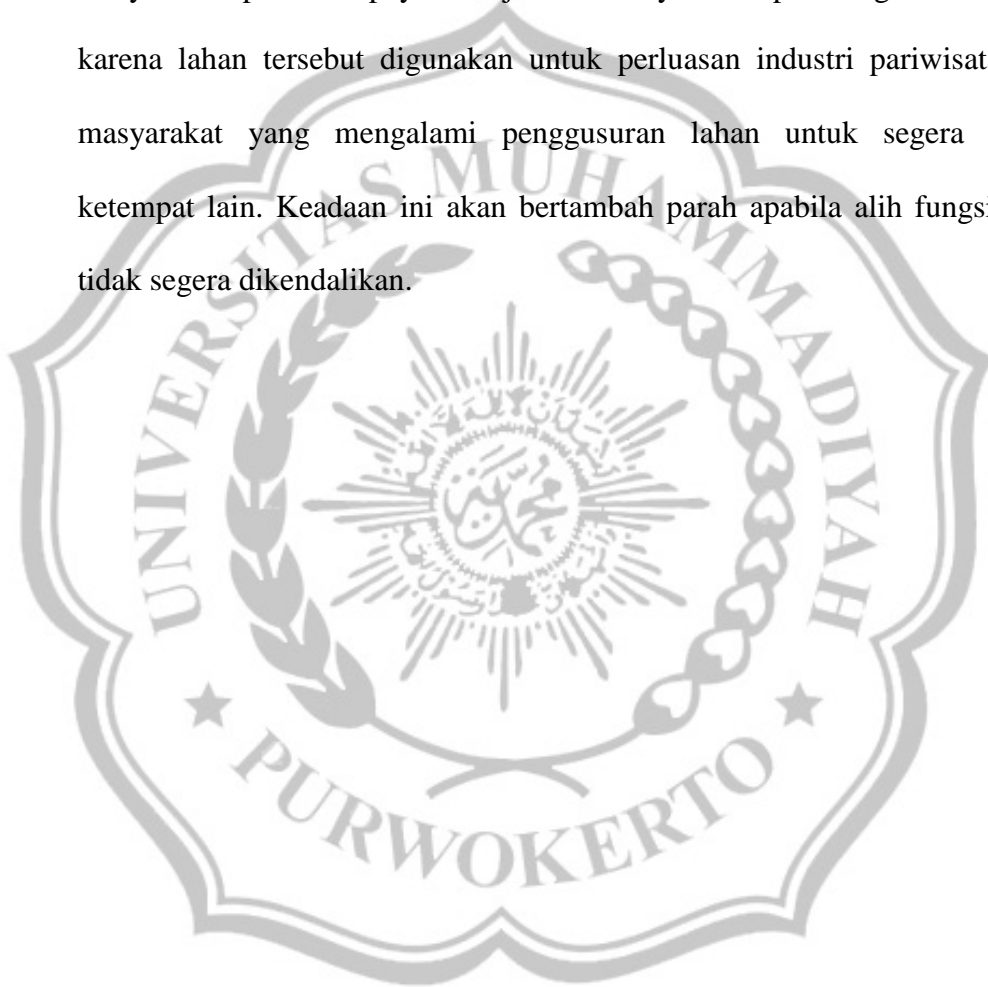 karena lahan tersebut digunakan untuk perluasan industri pariwisat
masyarakat yang mengalami penggusuran lahan untuk segera
ketempat lain. Keadaan ini akan bertambah parah apabila alih fungsi
tidak segera dikendalikan.
UNIVERSITAS MUHAMMADIYAH
PURWOKERTO
محمد